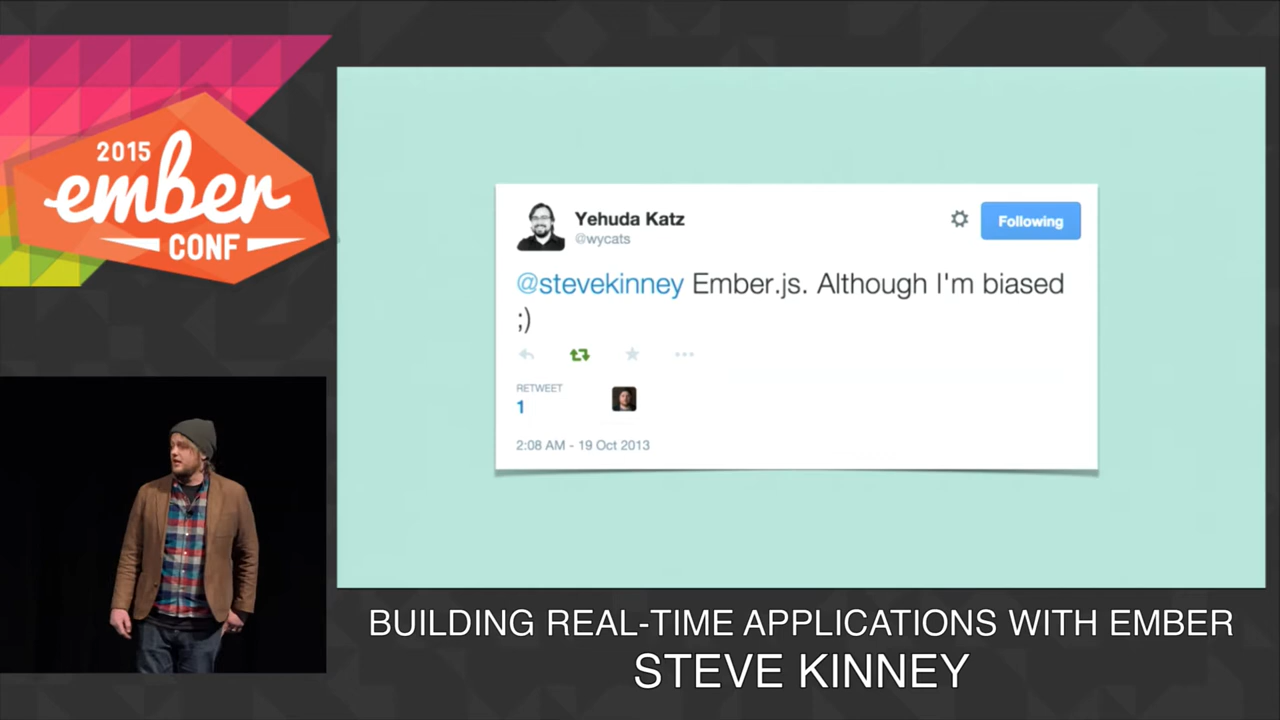 2015
ember
CONF
Yehuda Katz
@wycats
Following
@stevekinney Ember.js. Although I'm biased
;)
RETWEET
1
2:08 AM - 19 Oct 2013
BUILDING REAL-TIME APPLICATIONS WITH EMBER
STEVE KINNEY